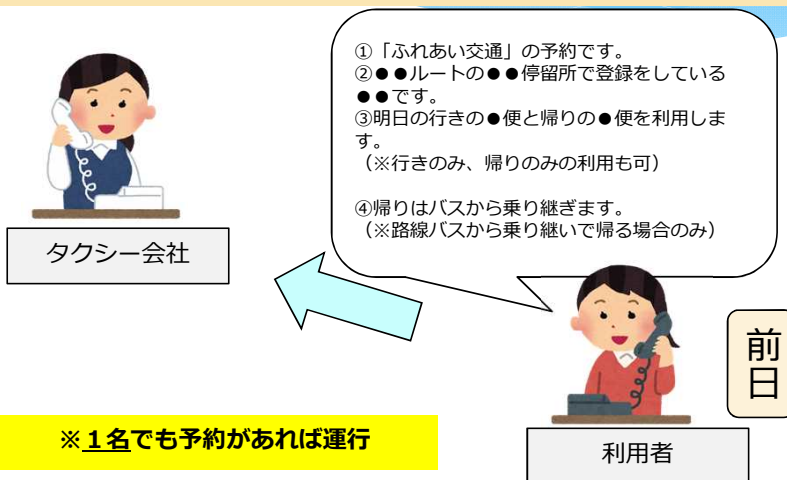 ①「ふれあい交通」の予約です。
②●●ルートの●●停留所で登録をしている
●●です。
③明日の行きの●便と帰りの●便を利用しま
す。
（※行きのみ、帰りのみの利用も可）
④帰りはバスから乗り継ぎます。
（※路線バスから乗り継いで帰る場合のみ）
タクシー会社
前日
※１名でも予約があれば運行
利用者